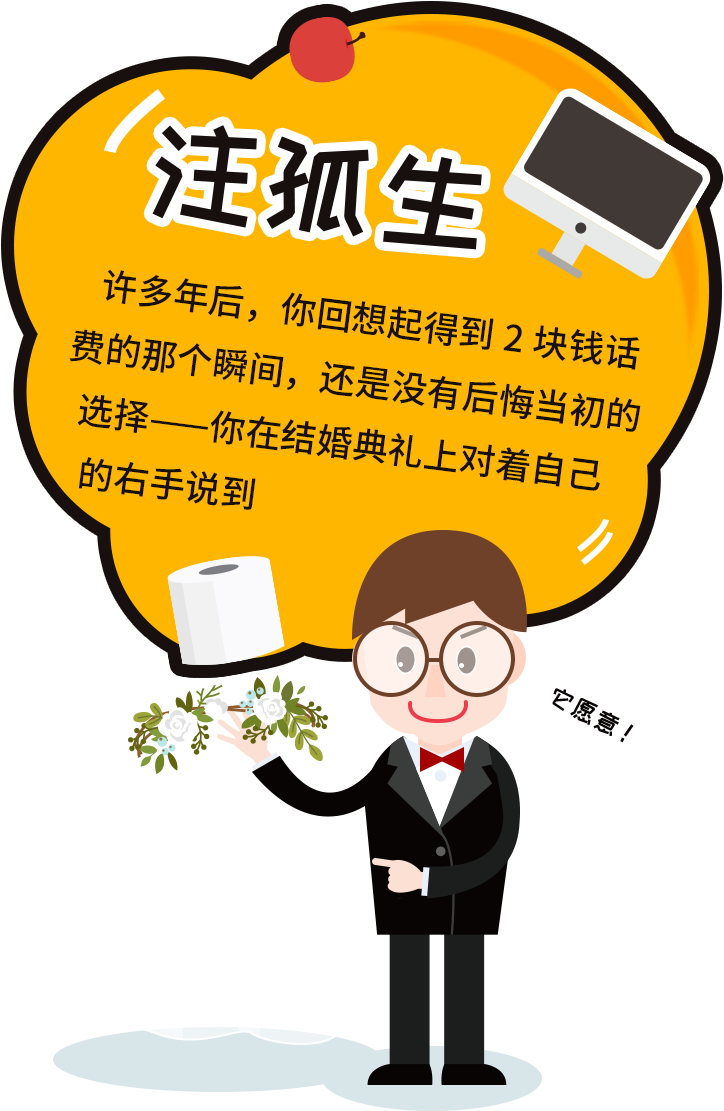 注孤生
许多年后，你回想起得到 2 块钱话
费的那个瞬间，还是没有后悔当初的
选择——你在结婚典礼上对着自己
的右手说到
它愿意！